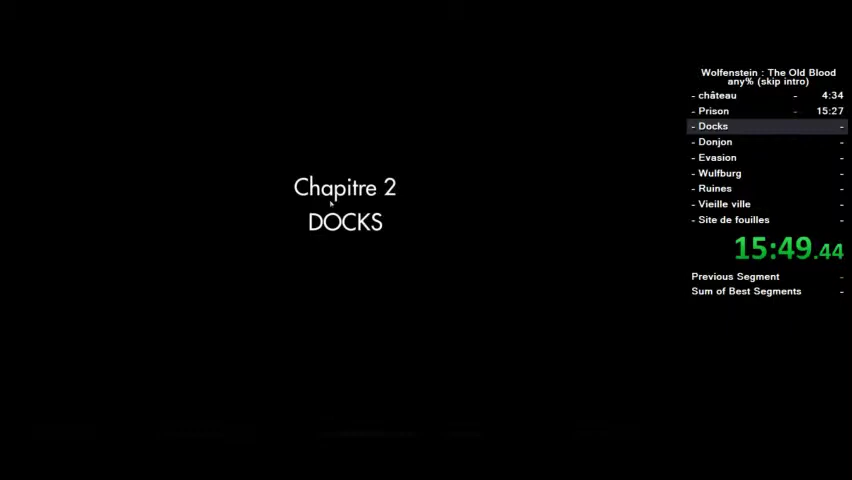 Chapitre 2
DOCKS
Wolfenstein : The Old Blood
any% (skip intro)
- château - 4:34
- Prison - 15:27
- Docks -
- Donjon -
- Evasion -
- Wulfburg -
- Ruines -
- Vieille ville -
- Site de fouilles -
15:49.44
Previous Segment -
Sum of Best Segments -